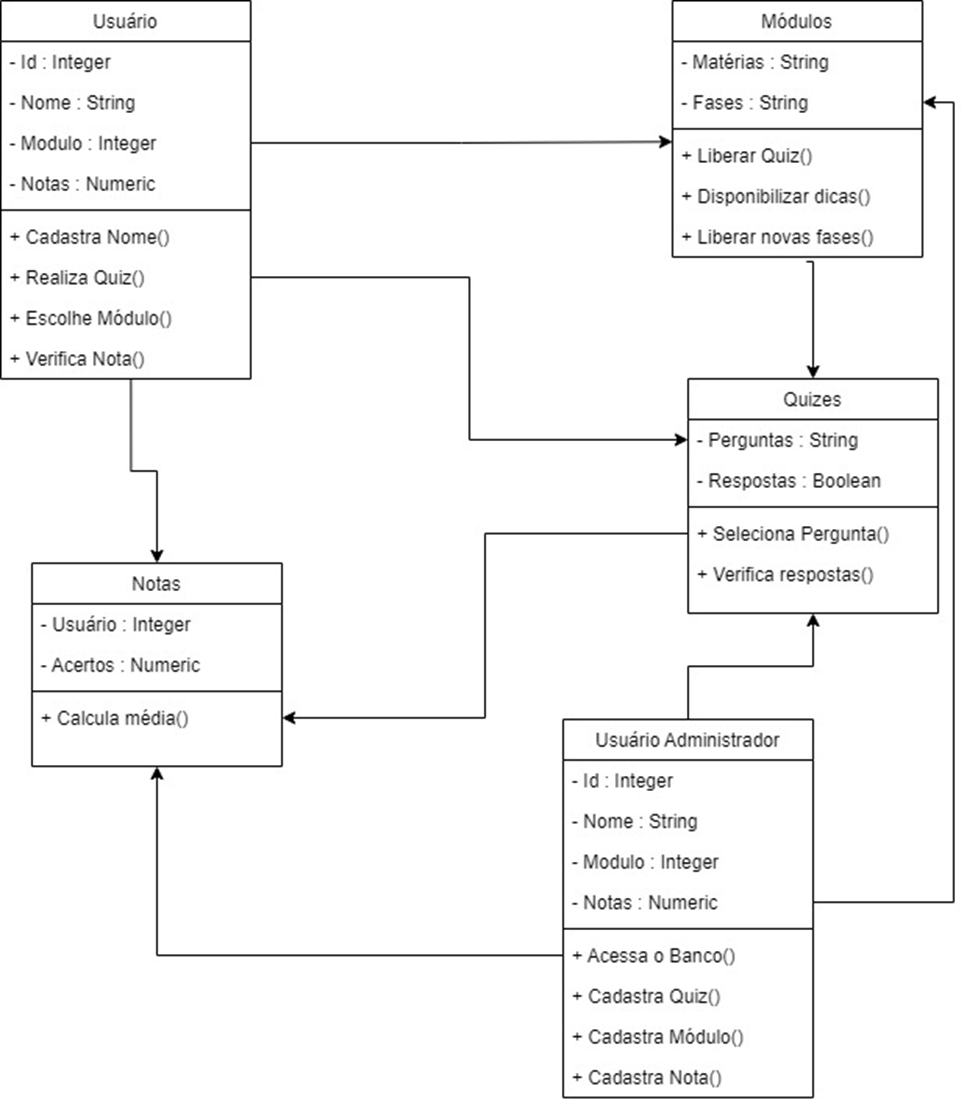 Usuário
- Id : Integer
- Nome : String
- Modulo : Integer
- Notas : Numeric
+ Cadastra Nome()
+ Realiza Quiz()
+ Escolhe Módulo()
+ Verifica Nota()
Módulos
- Matérias : String
- Fases : String
+ Liberar Quiz()
+ Disponibilizar dicas()
+ Liberar novas fases()
Quizes
- Perguntas : String
- Respostas : Boolean
+ Seleciona Pergunta()
+ Verifica respostas()
Notas
- Usuário : Integer
- Acertos : Numeric
+ Calcula média()
Usuário Administrador
- Id : Integer
- Nome : String
- Modulo : Integer
- Notas : Numeric
+ Acessa o Banco()
+ Cadastra Quiz()
+ Cadastra Módulo()
+ Cadastra Nota()